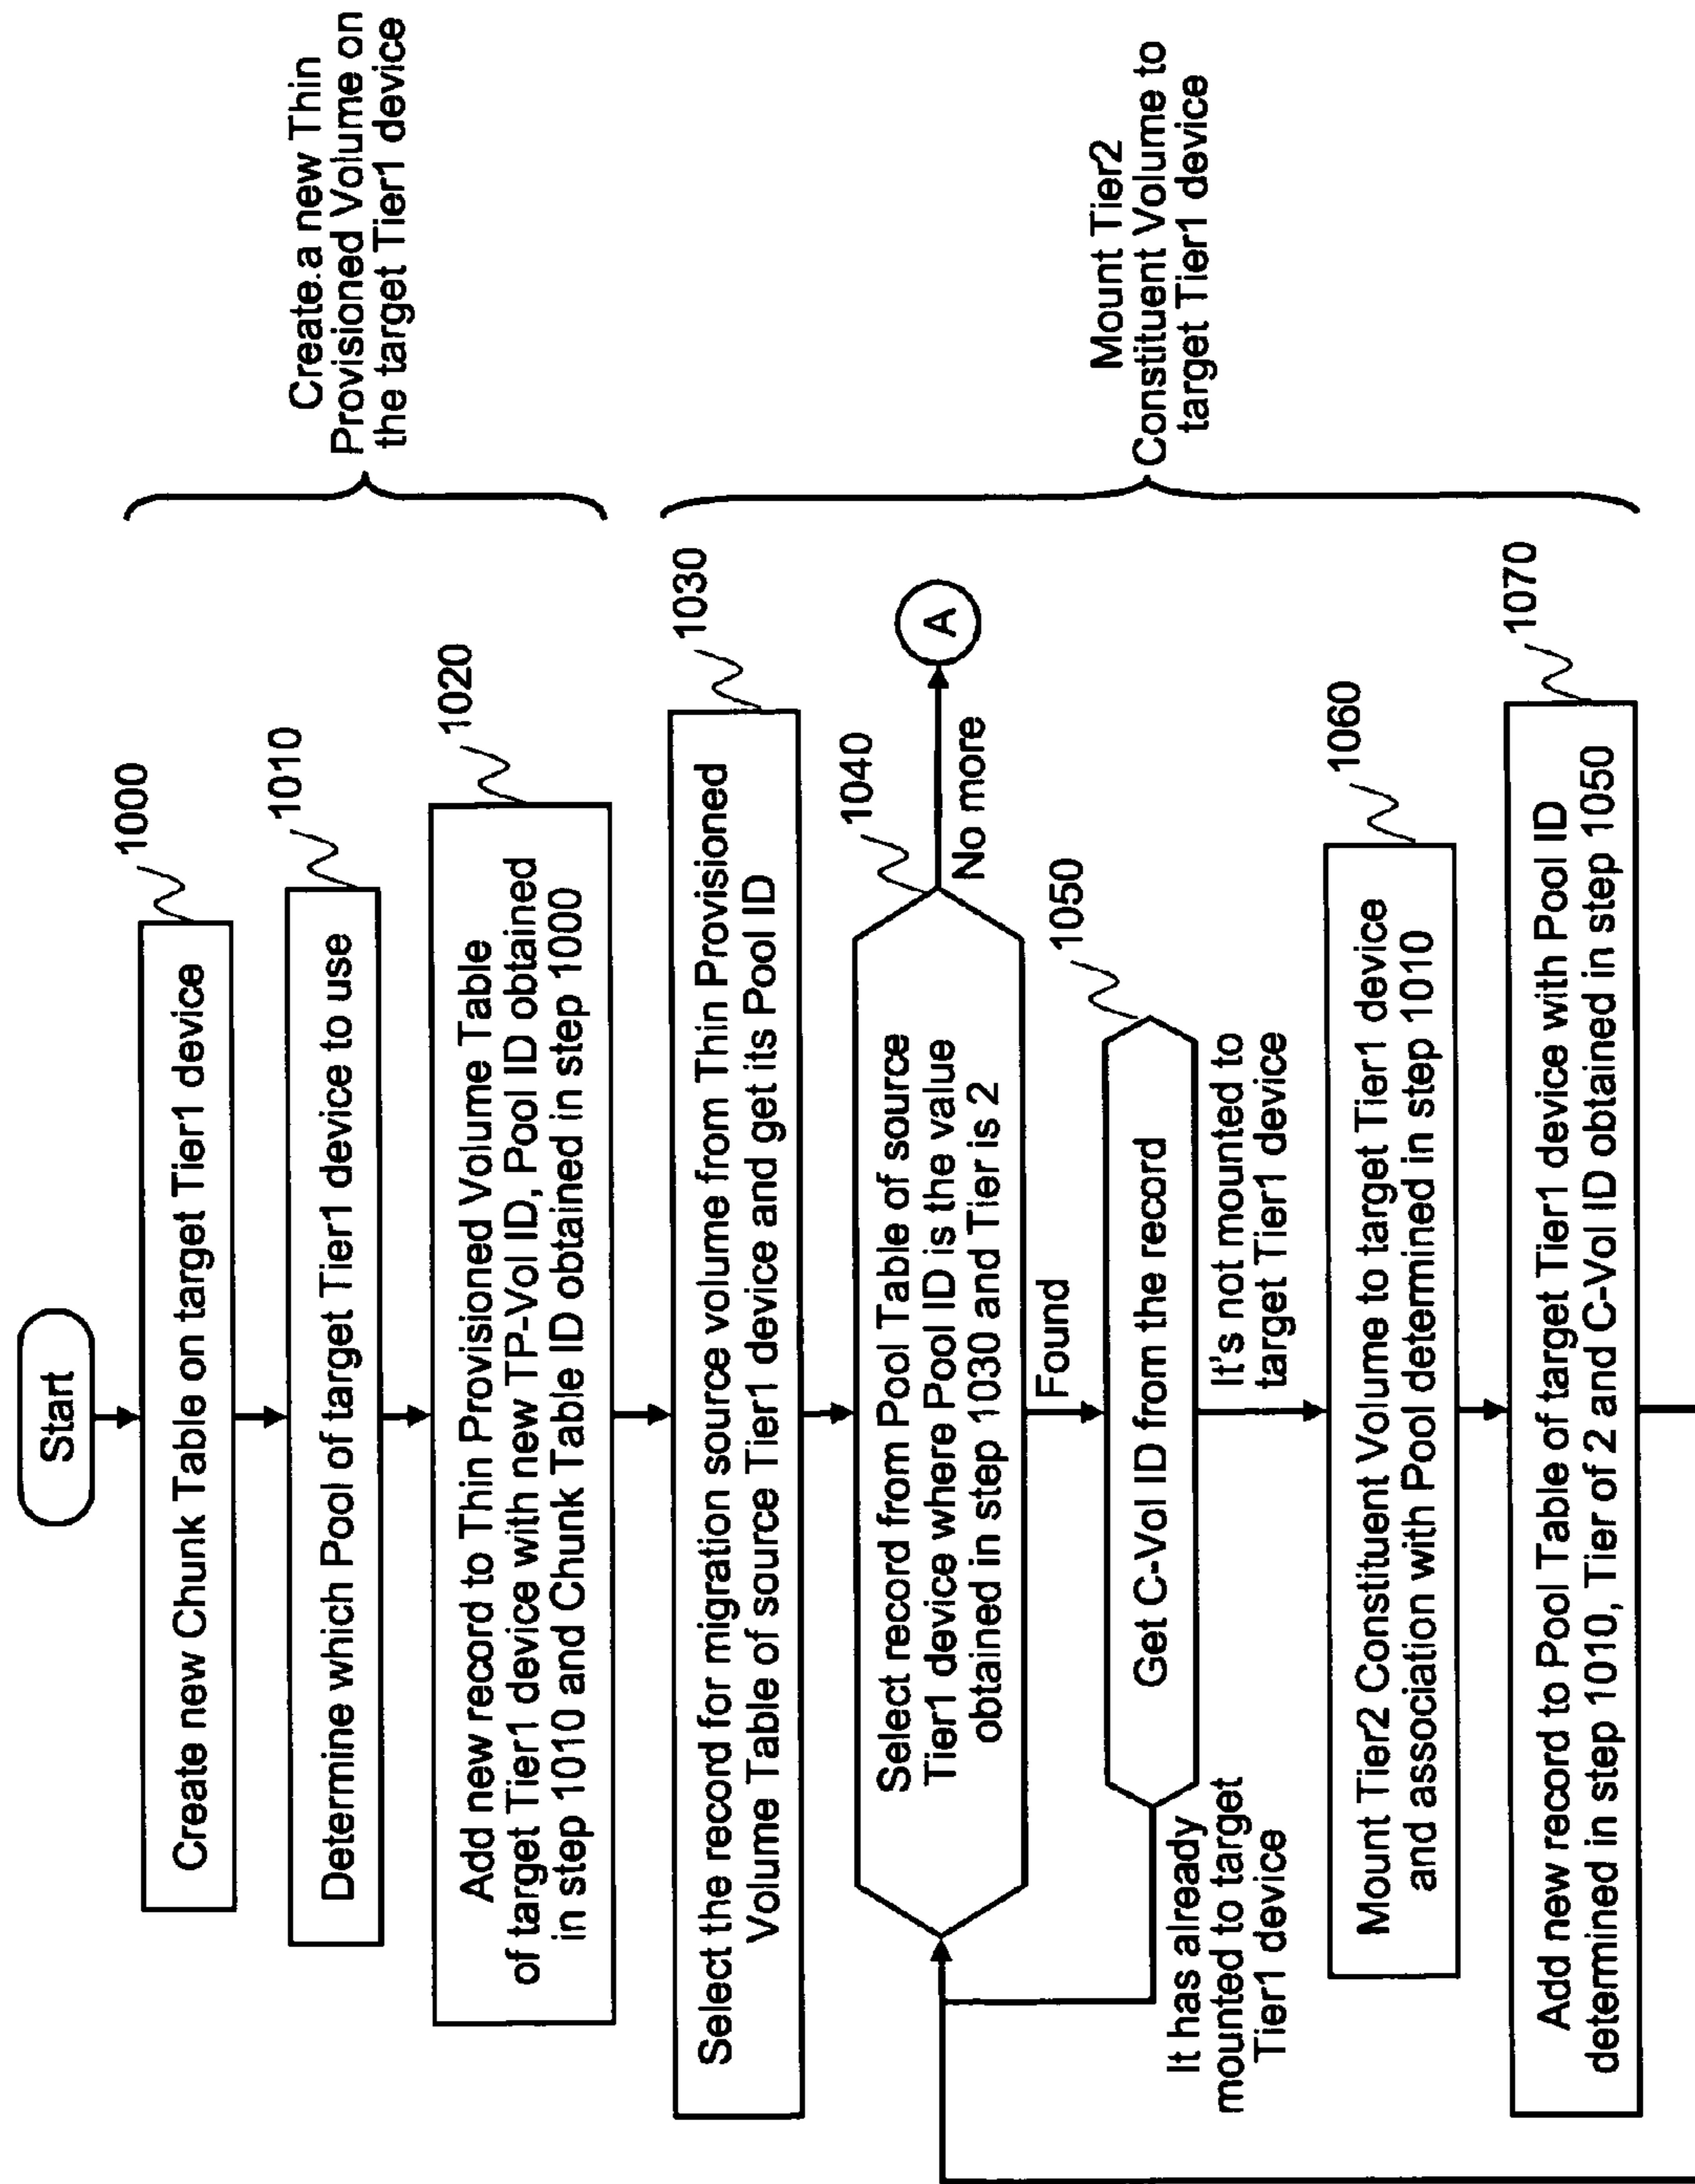 Start
1000
Create new Chunk Table on target Tier1 device
1010
Determine which Pool of target Tier1 device to use
1020
Add new record to Thin Provisioned Volume Table
of target Tier1 device with new TP-Vol ID, Pool ID obtained
in step 1010 and Chunk Table ID obtained in step 1000
Create.a new Thin
Provisioned Volume on
the target Tier1 device
1030
Select the record for migration source volume from Thin Provisioned
Volume Table of source Tier1 device and get its Pool ID
1040
Select record from Pool Table of source
Tier1 device where Pool ID is the value
obtained in step 1030 and Tier is 2
No more
A
Found
1050
Get C-Vol ID from the record
It has already
mounted to target
Tier1 device
It's not mounted to
target Tier1 device
1060
Mount Tier2 Constituent Volume to target Tier1 device
and association with Pool determined in step 1010
1070
Add new record to Pool Table of target Tier1 device with Pool ID
determined in step 1010, Tier of 2 and C-Vol ID obtained in step 1050
Mount Tier2
Constituent Volume to
target Tier1 device